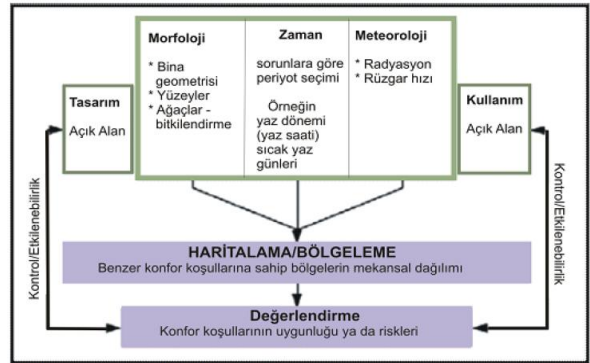 Morfoloji
* Bina
geometrisi
* Yüzeyler
* Ağaçlar -
bitkilendirme
Zaman
sorunlara göre
periyot seçimi
Örneğin
yaz dönemi
(yaz saati)
sıcak yaz
günleri
Meteoroloji
* Radyasyon
* Rüzgar hızı
Tasarım
Açık Alan
Kullanım
Açık Alan
Kontrol/Etkilenebilirlik
Kontrol/Etkilenebilirlik
HARİTALAMA/BÖLGELEME
Benzer konfor koşullarına sahip bölgelerin mekansal dağılımı
Değerlendirme
Konfor koşullarının uygunluğu ya da riskleri